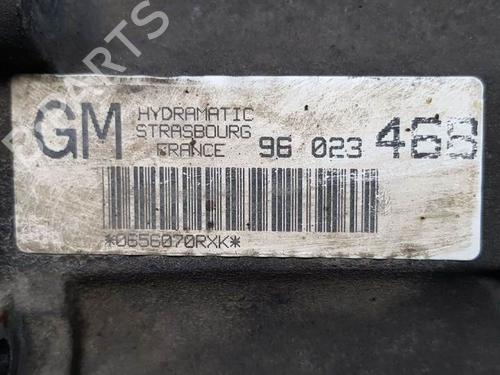 GM HYDRAMATIC
STRASBOURG
FRANCE 96 023 468
*0656070RXK*